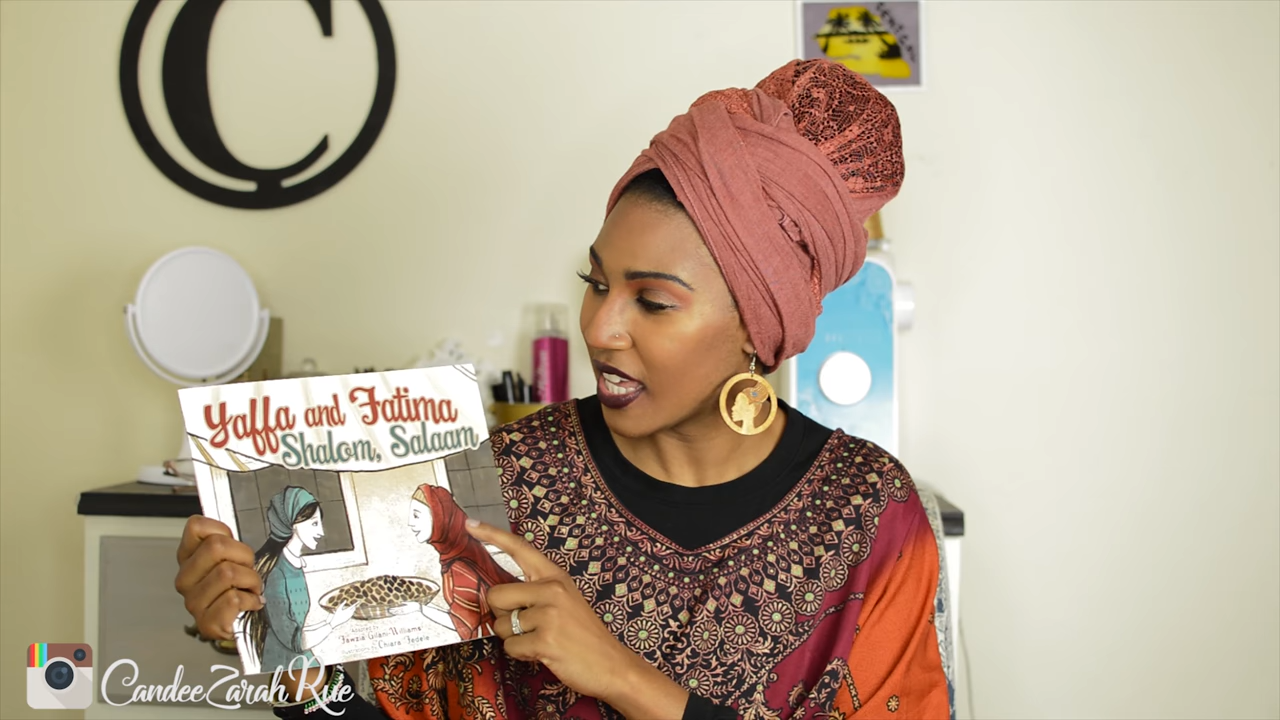 C
Yaffa and Fatima
Shalom, Salaam
Fawzia Gilani-Williams
Chiara Fedele
CandeeZarahRue